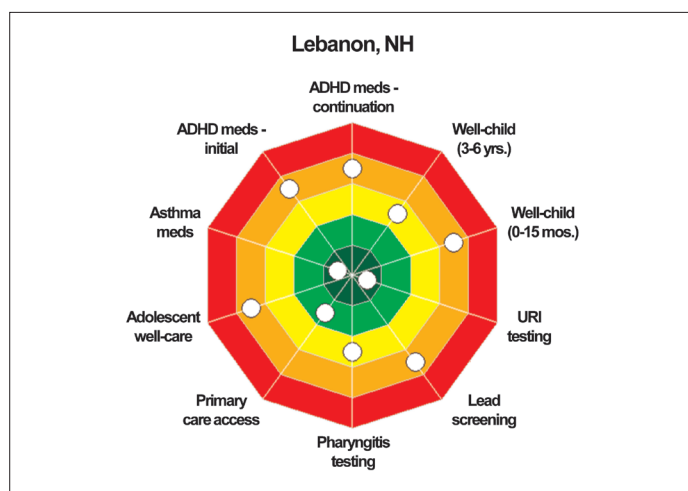 Lebanon, NH
ADHD meds -
continuation
ADHD meds -
initial
Well-child
(3-6 yrs.)
Asthma
meds
Well-child
(0-15 mos.)
Adolescent
well-care
URI
testing
Primary
care access
Lead
screening
Pharyngitis
testing